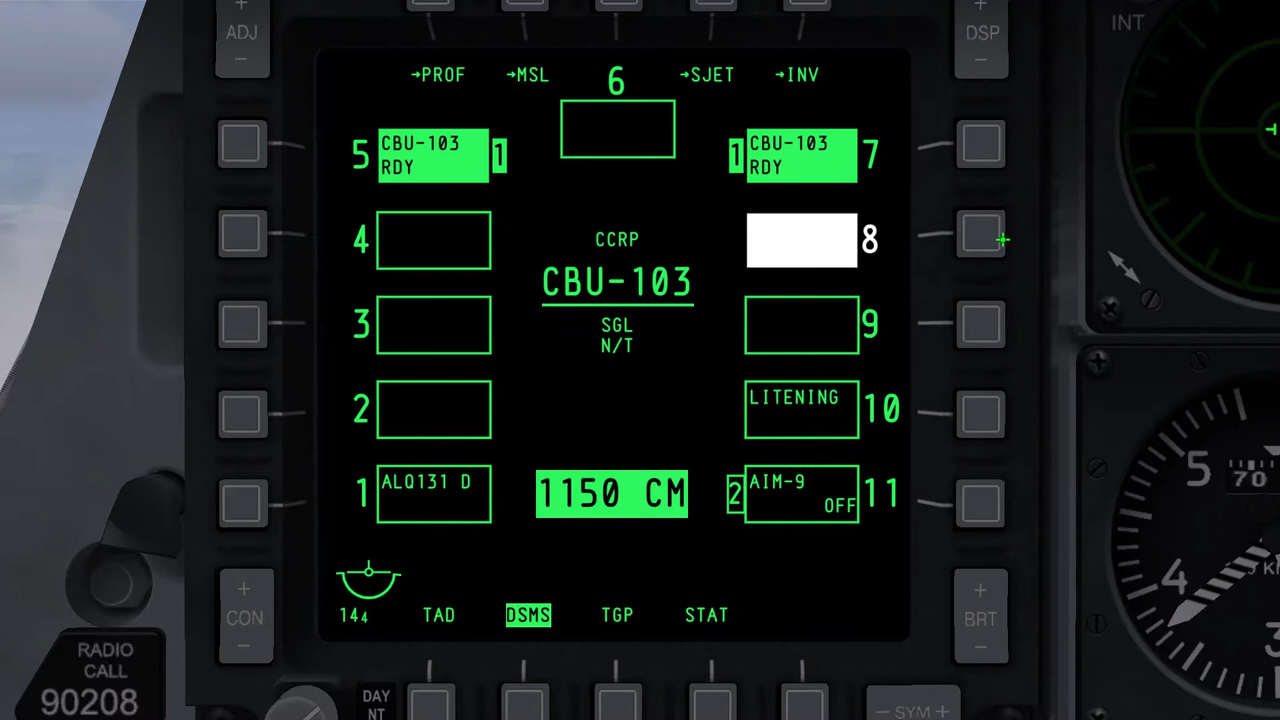 ADJ
DSP
INT
→PROF →MSL 6 →SJET →INV
5 CBU-103 RDY 1
1 CBU-103 RDY 7
4
CCRP
8
CBU-103
3
SGL
N/T
9
2
LITENING 10
1 ALQ131 D
1150 CM
2 AIM-9 OFF 11
5
70
4
3
144 TAD DSMS TGP STAT
CON
BRT
RADIO
CALL
90208
DAY
NT
- SYM +